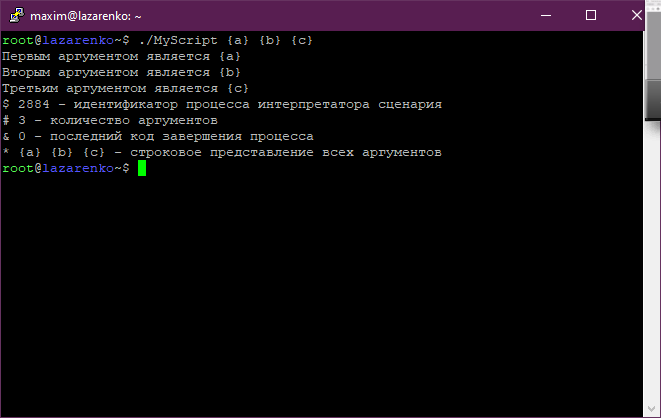 maxim@lazarenko: ~
root@lazarenko~$ ./MyScript {a} {b} {c}
Первым аргументом является {a}
Вторым аргументом является {b}
Третьим аргументом является {c}
$ 2884 - идентификатор процесса интерпретатора сценария
# 3 - количество аргументов
& 0 - последний код завершения процесса
* {a} {b} {c} - строковое представление всех аргументов
root@lazarenko~$